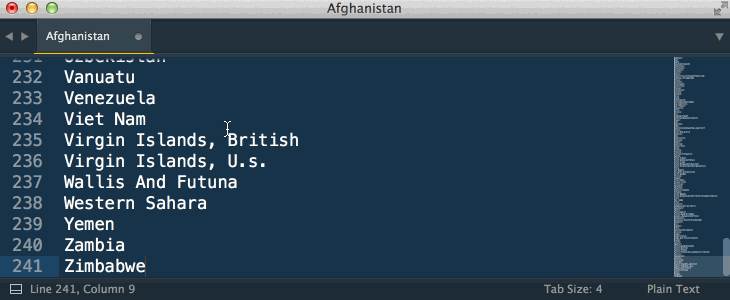 Afghanistan
Afghanistan
232 Vanuatu
233 Venezuela
234 Viet Nam
235 Virgin Islands, British
236 Virgin Islands, U.s.
237 Wallis And Futuna
238 Western Sahara
239 Yemen
240 Zambia
241 Zimbabwe
Line 241, Column 9 Tab Size: 4 Plain Text